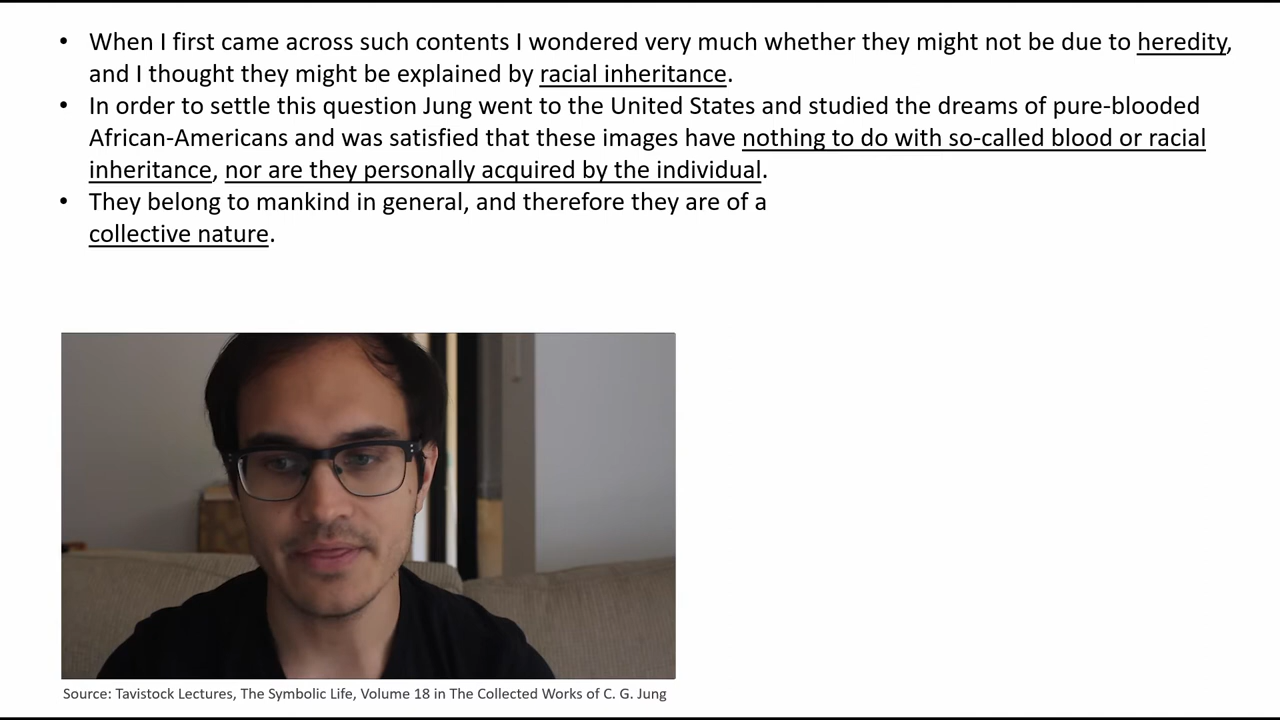 • When I first came across such contents I wondered very much whether they might not be due to heredity,
and I thought they might be explained by racial inheritance.
• In order to settle this question Jung went to the United States and studied the dreams of pure-blooded
African-Americans and was satisfied that these images have nothing to do with so-called blood or racial
inheritance, nor are they personally acquired by the individual.
• They belong to mankind in general, and therefore they are of a
collective nature.
Source: Tavistock Lectures, The Symbolic Life, Volume 18 in The Collected Works of C. G. Jung